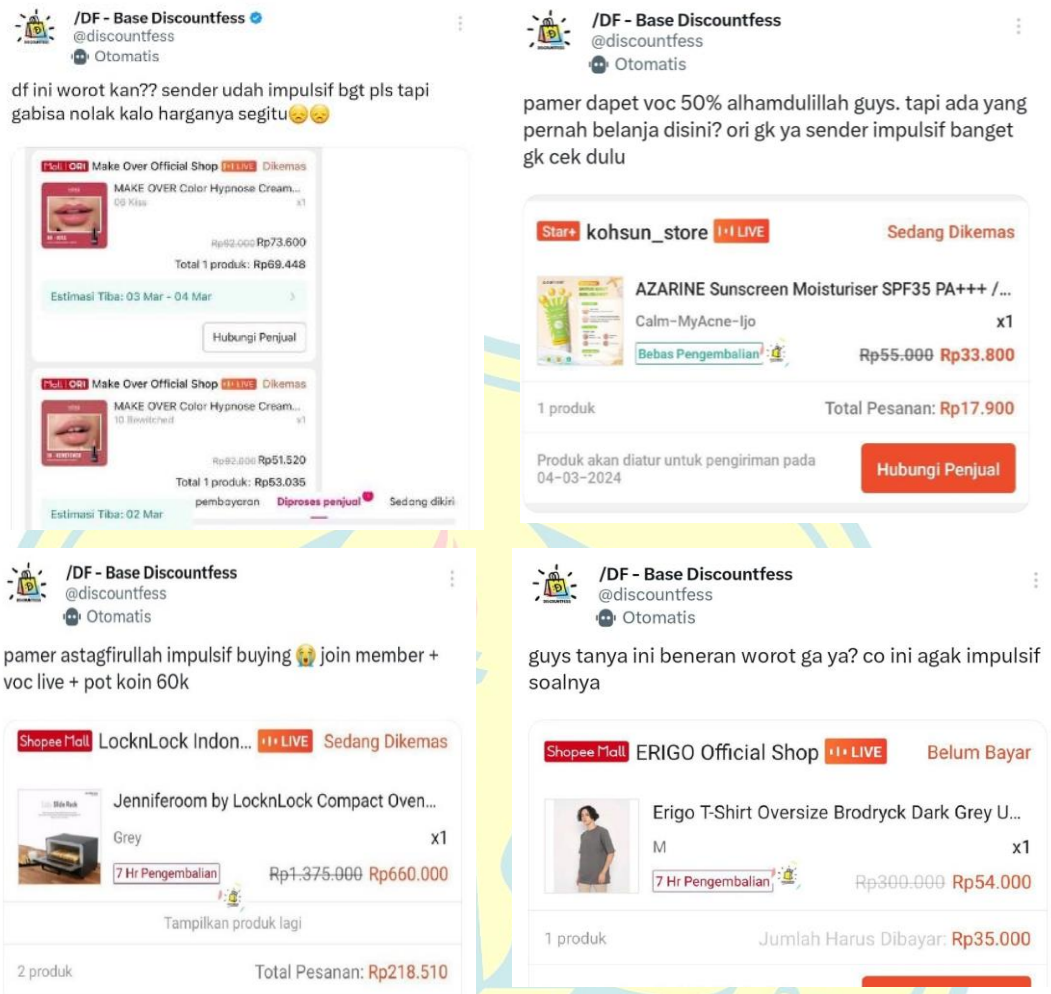 /DF - Base Discountfess
@discountfess
Otomatis
df ini worot kan?? sender udah impulsif bgt pls tapi
gabisa nolak kalo harganya segitu😞😞
Mall | ORI Make Over Official Shop LIVE Dikemas
MAKE OVER Color Hypnose Cream...
06 Kiss x1
Rp92.000 Rp73.600
Total 1 produk: Rp69.448
Estimasi Tiba: 03 Mar - 04 Mar
Hubungi Penjual
Mall | ORI Make Over Official Shop LIVE Dikemas
MAKE OVER Color Hypnose Cream...
10 Bewitched x1
Rp92.000 Rp51.520
Total 1 produk: Rp53.035
pembayaran Diproses penjual Sedang dikiri
Estimasi Tiba: 02 Mar
/DF - Base Discountfess
@discountfess
Otomatis
pamer dapet voc 50% alhamdulillah guys. tapi ada yang
pernah belanja disini? ori gk ya sender impulsif banget
gk cek dulu
Star+ kohsun_store LIVE Sedang Dikemas
AZARINE Sunscreen Moisturiser SPF35 PA+++ /...
Calm-MyAcne-Ijo x1
Bebas Pengembalian Rp55.000 Rp33.800
1 produk Total Pesanan: Rp17.900
Produk akan diatur untuk pengiriman pada
04-03-2024
Hubungi Penjual
/DF - Base Discountfess
@discountfess
Otomatis
pamer astagfirullah impulsif buying 😭 join member +
voc live + pot koin 60k
Shopee Mall LocknLock Indon... LIVE Sedang Dikemas
Jenniferoom by LocknLock Compact Oven...
Grey x1
7 Hr Pengembalian Rp1.375.000 Rp660.000
Tampilkan produk lagi
2 produk Total Pesanan: Rp218.510
/DF - Base Discountfess
@discountfess
Otomatis
guys tanya ini beneran worot ga ya? co ini agak impulsif
soalnya
Shopee Mall ERIGO Official Shop LIVE Belum Bayar
Erigo T-Shirt Oversize Brodryck Dark Grey U...
M x1
7 Hr Pengembalian Rp300.000 Rp54.000
1 produk Jumlah Harus Dibayar: Rp35.000